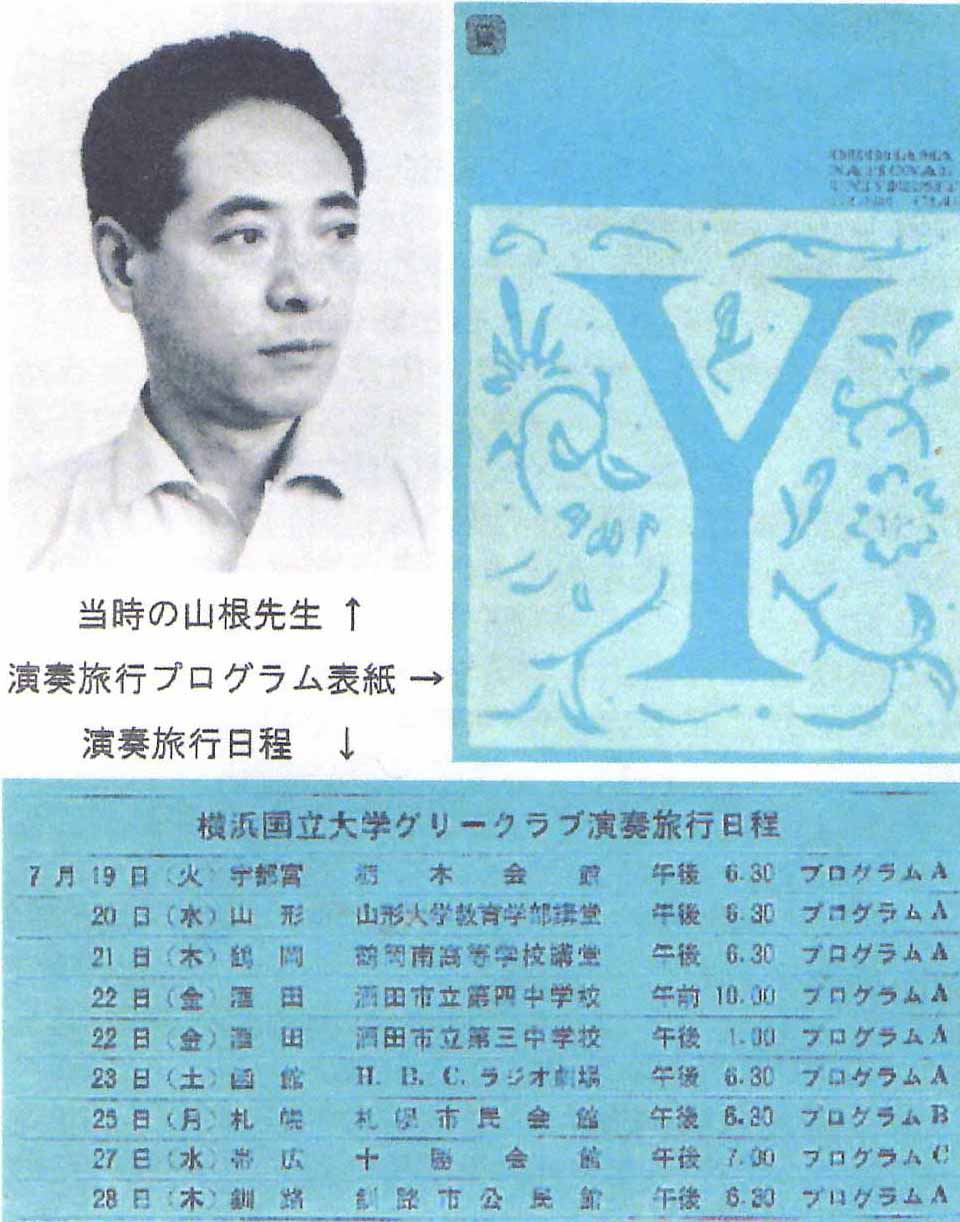 当時の山根先生 ↑
演奏旅行プログラム表紙 →
演奏旅行日程 ↓
NATIONAL
Y
横浜国立大学グリークラブ演奏旅行日程
7月19日(火) 宇都宮 栃木会館 午後 6.30 プログラムA
20日(水) 山形 山形大学教育学部講堂 午後 6.30 プログラムA
21日(木) 鶴岡 鶴岡南高等学校講堂 午後 6.30 プログラムA
22日(金) 酒田 酒田市立第四中学校 午前 10.00 プログラムA
22日(金) 酒田 酒田市立第三中学校 午後 1.00 プログラムA
23日(土) 函館 H. B. C. ラジオ劇場 午後 6.30 プログラムA
25日(月) 札幌 札幌市民会館 午後 6.30 プログラムB
27日(水) 帯広 十勝会館 午後 7.00 プログラムC
28日(木) 釧路 釧路市公民館 午後 6.30 プログラムA